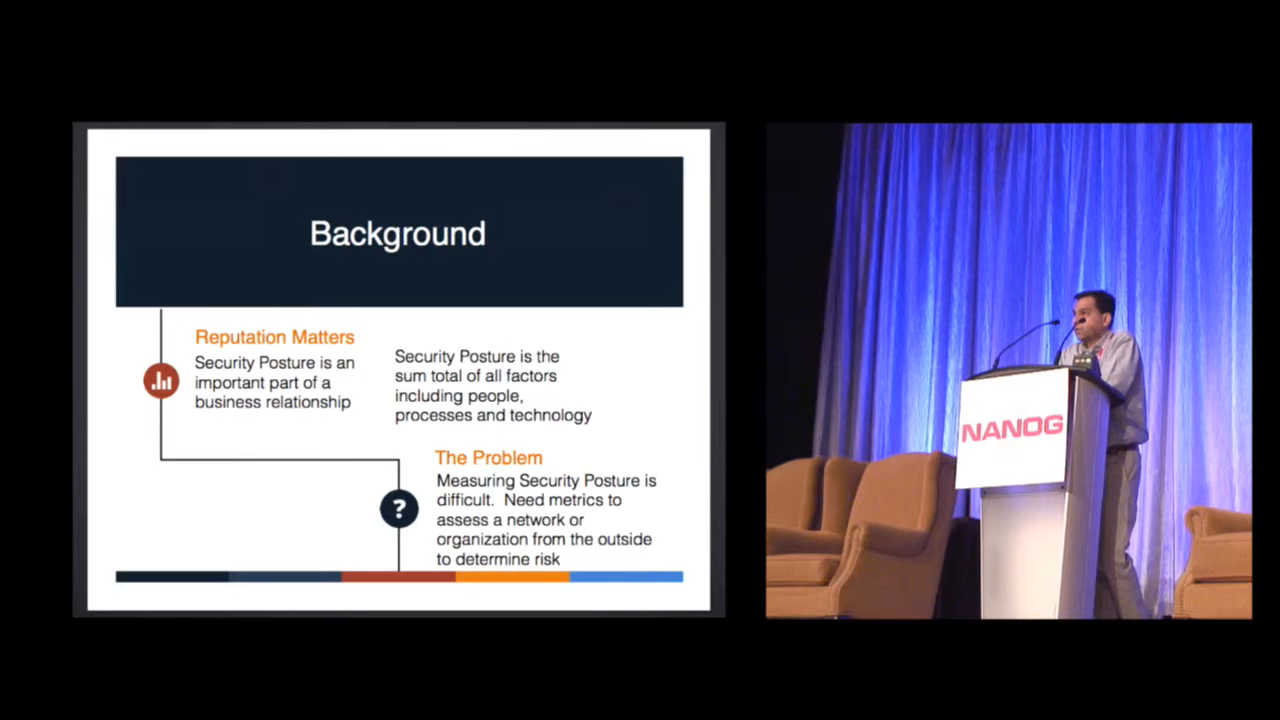 Background
Reputation Matters
Security Posture is an
important part of a
business relationship
Security Posture is the
sum total of all factors
including people,
processes and technology
The Problem
?
Measuring Security Posture is
difficult. Need metrics to
assess a network or
organization from the outside
to determine risk
NANOG